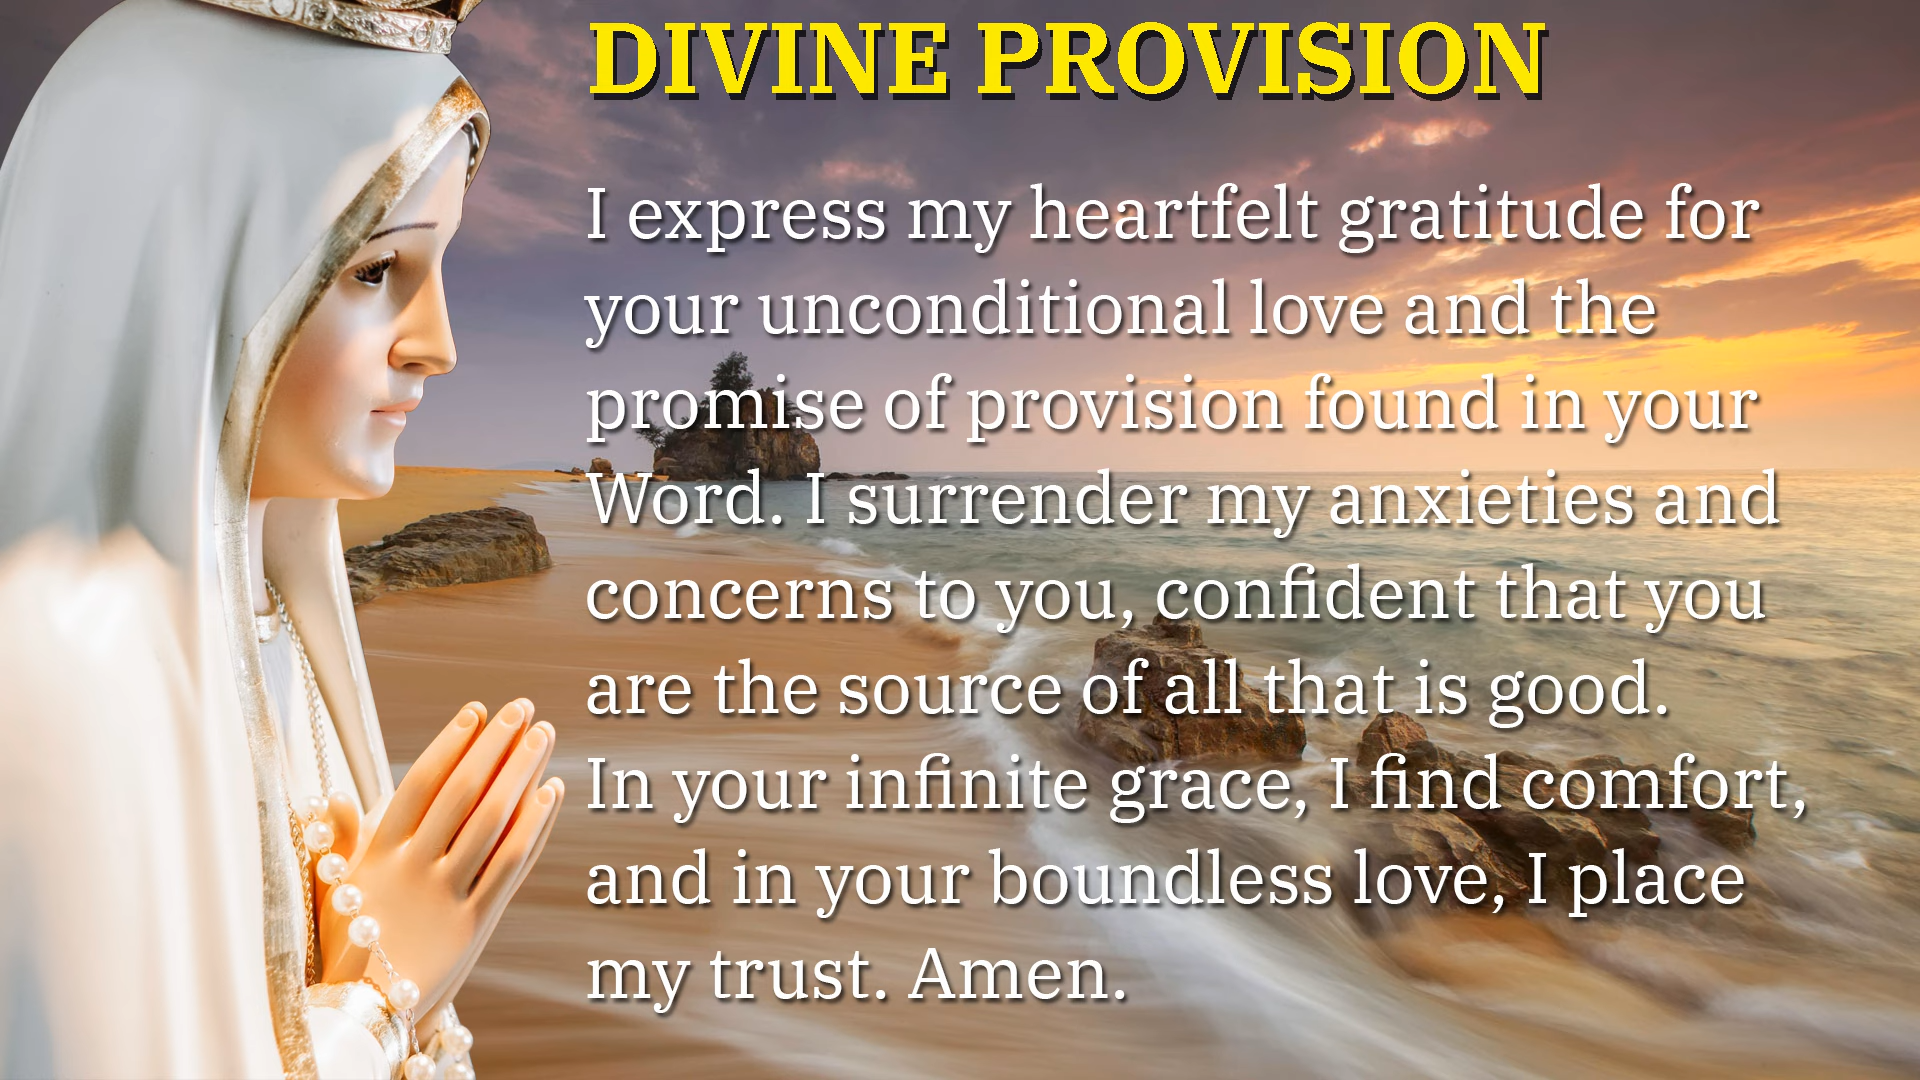 DIVINE PROVISION
I express my heartfelt gratitude for
your unconditional love and the
promise of provision found in your
Word. I surrender my anxieties and
concerns to you, confident that you
are the source of all that is good.
In your infinite grace, I find comfort,
and in your boundless love, I place
my trust. Amen.